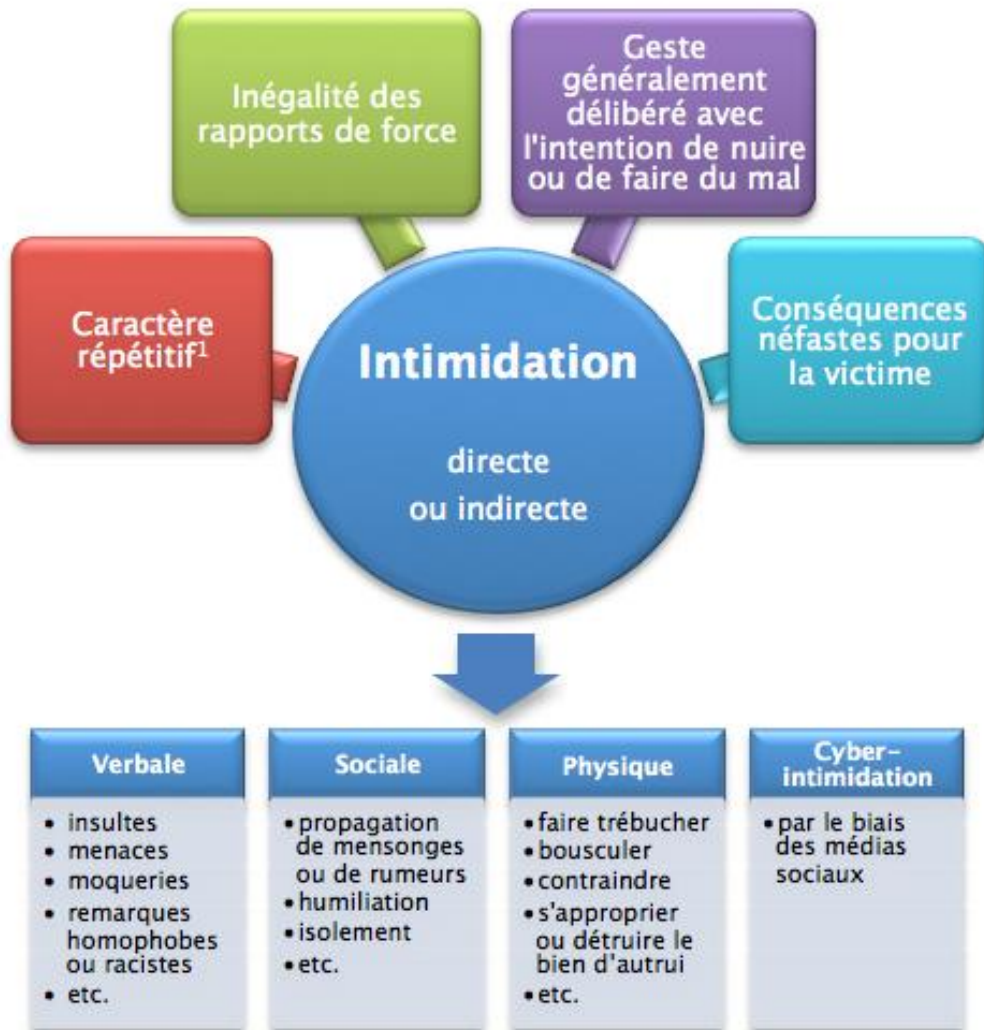 Inégalité des
rapports de force
Geste
généralement
délibéré avec
l'intention de nuire
ou de faire du mal
Caractère
répétitif¹
Conséquences
néfastes pour
la victime
Intimidation
directe
ou indirecte
Verbale
• insultes
• menaces
• moqueries
• remarques
homophobes
ou racistes
• etc.
Sociale
• propagation
de mensonges
ou de rumeurs
• humiliation
• isolement
• etc.
Physique
• faire trébucher
• bousculer
• contraindre
• s'approprier
ou détruire le
bien d'autrui
• etc.
Cyber-
intimidation
• par le biais
des médias
sociaux